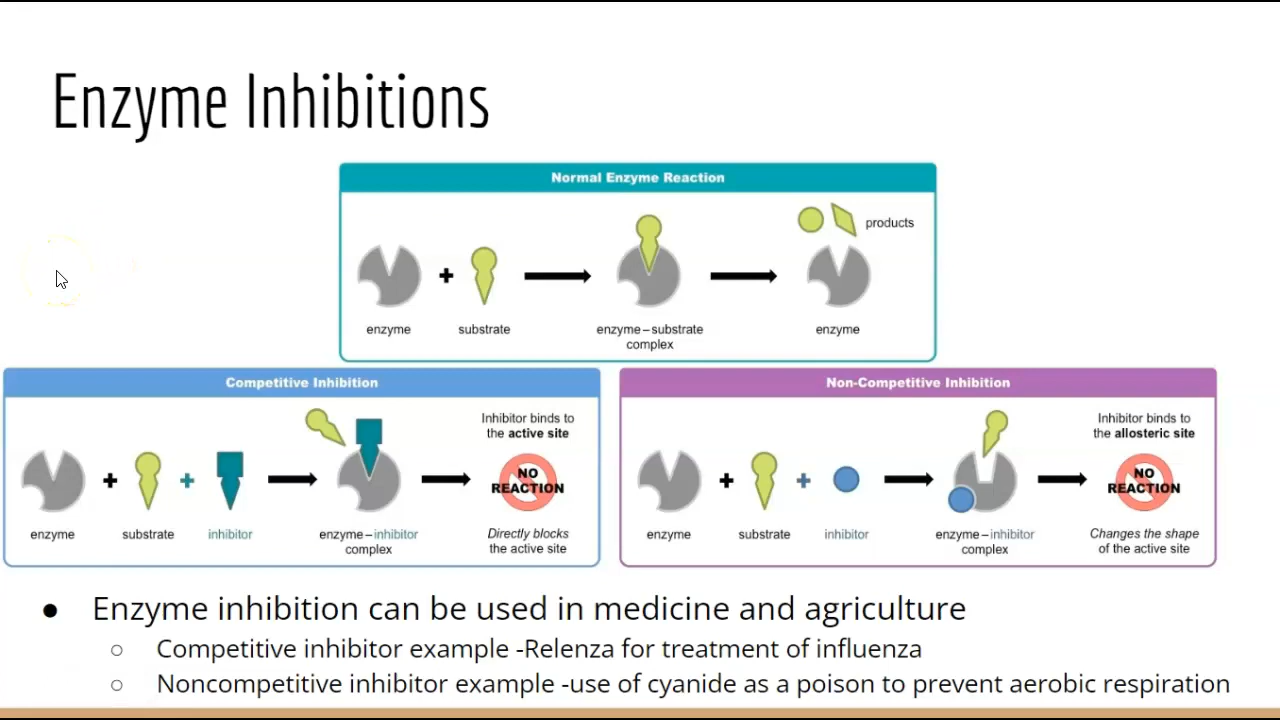 Enzyme Inhibitions
Normal Enzyme Reaction
products
enzyme
substrate
enzyme–substrate
complex
enzyme
Competitive Inhibition
Inhibitor binds to
the active site
NO
REACTION
enzyme
substrate
inhibitor
enzyme–inhibitor
complex
Directly blocks
the active site
Non-Competitive Inhibition
Inhibitor binds to
the allosteric site
NO
REACTION
enzyme
substrate
inhibitor
enzyme–inhibitor
complex
Changes the shape
of the active site
● Enzyme inhibition can be used in medicine and agriculture
○ Competitive inhibitor example -Relenza for treatment of influenza
○ Noncompetitive inhibitor example -use of cyanide as a poison to prevent aerobic respiration